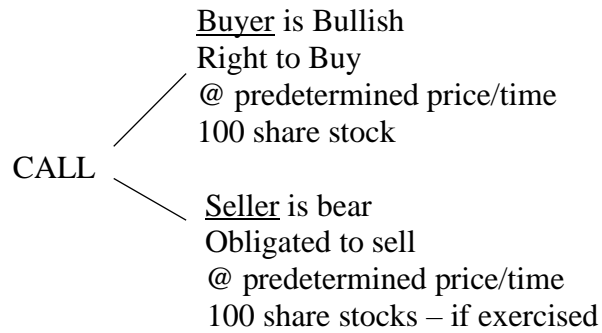 Buyer is Bullish
Right to Buy
@ predetermined price/time
100 share stock
CALL
Seller is bear
Obligated to sell
@ predetermined price/time
100 share stocks – if exercised